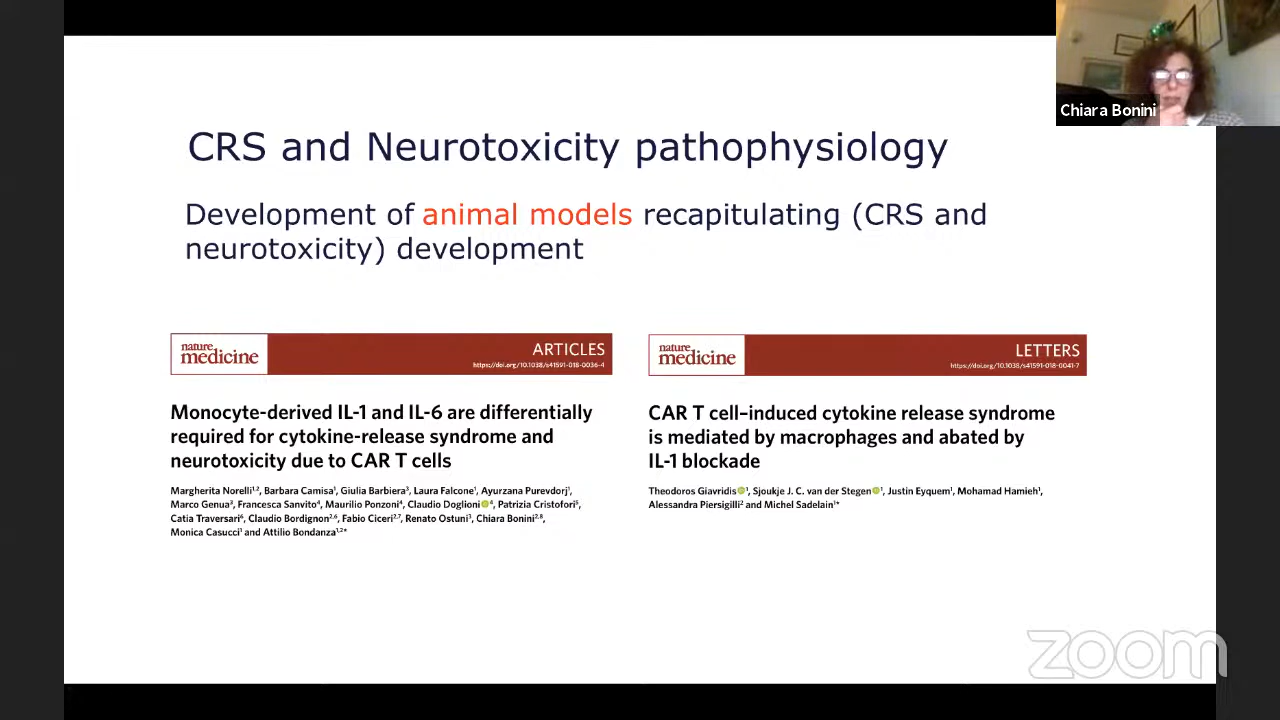 Chiara Bonini
CRS and Neurotoxicity pathophysiology
Development of animal models recapitulating (CRS and
neurotoxicity) development
nature
medicine
ARTICLES
https://doi.org/10.1038/s41591-018-0036-4
Monocyte-derived IL-1 and IL-6 are differentially
required for cytokine-release syndrome and
neurotoxicity due to CAR T cells
Margherita Norelli1,2, Barbara Camisa1, Giulia Barbiera3, Laura Falcone1, Ayurzana Purevdorj1,
Marco Genua3, Francesca Sanvito4, Maurilio Ponzoni4, Claudio Doglioni4, Patrizia Cristofori5,
Catia Traversari6, Claudio Bordignon2,6, Fabio Ciceri2,7, Renato Ostuni3, Chiara Bonini2,8,
Monica Casucci1 and Attilio Bondanza1,2*
nature
medicine
LETTERS
https://doi.org/10.1038/s41591-018-0041-7
CAR T cell–induced cytokine release syndrome
is mediated by macrophages and abated by
IL-1 blockade
Theodoros Giavridis1, Sjoukje J. C. van der Stegen1, Justin Eyquem1, Mohamad Hamieh1,
Alessandra Piersigilli2 and Michel Sadelain1*
zoom